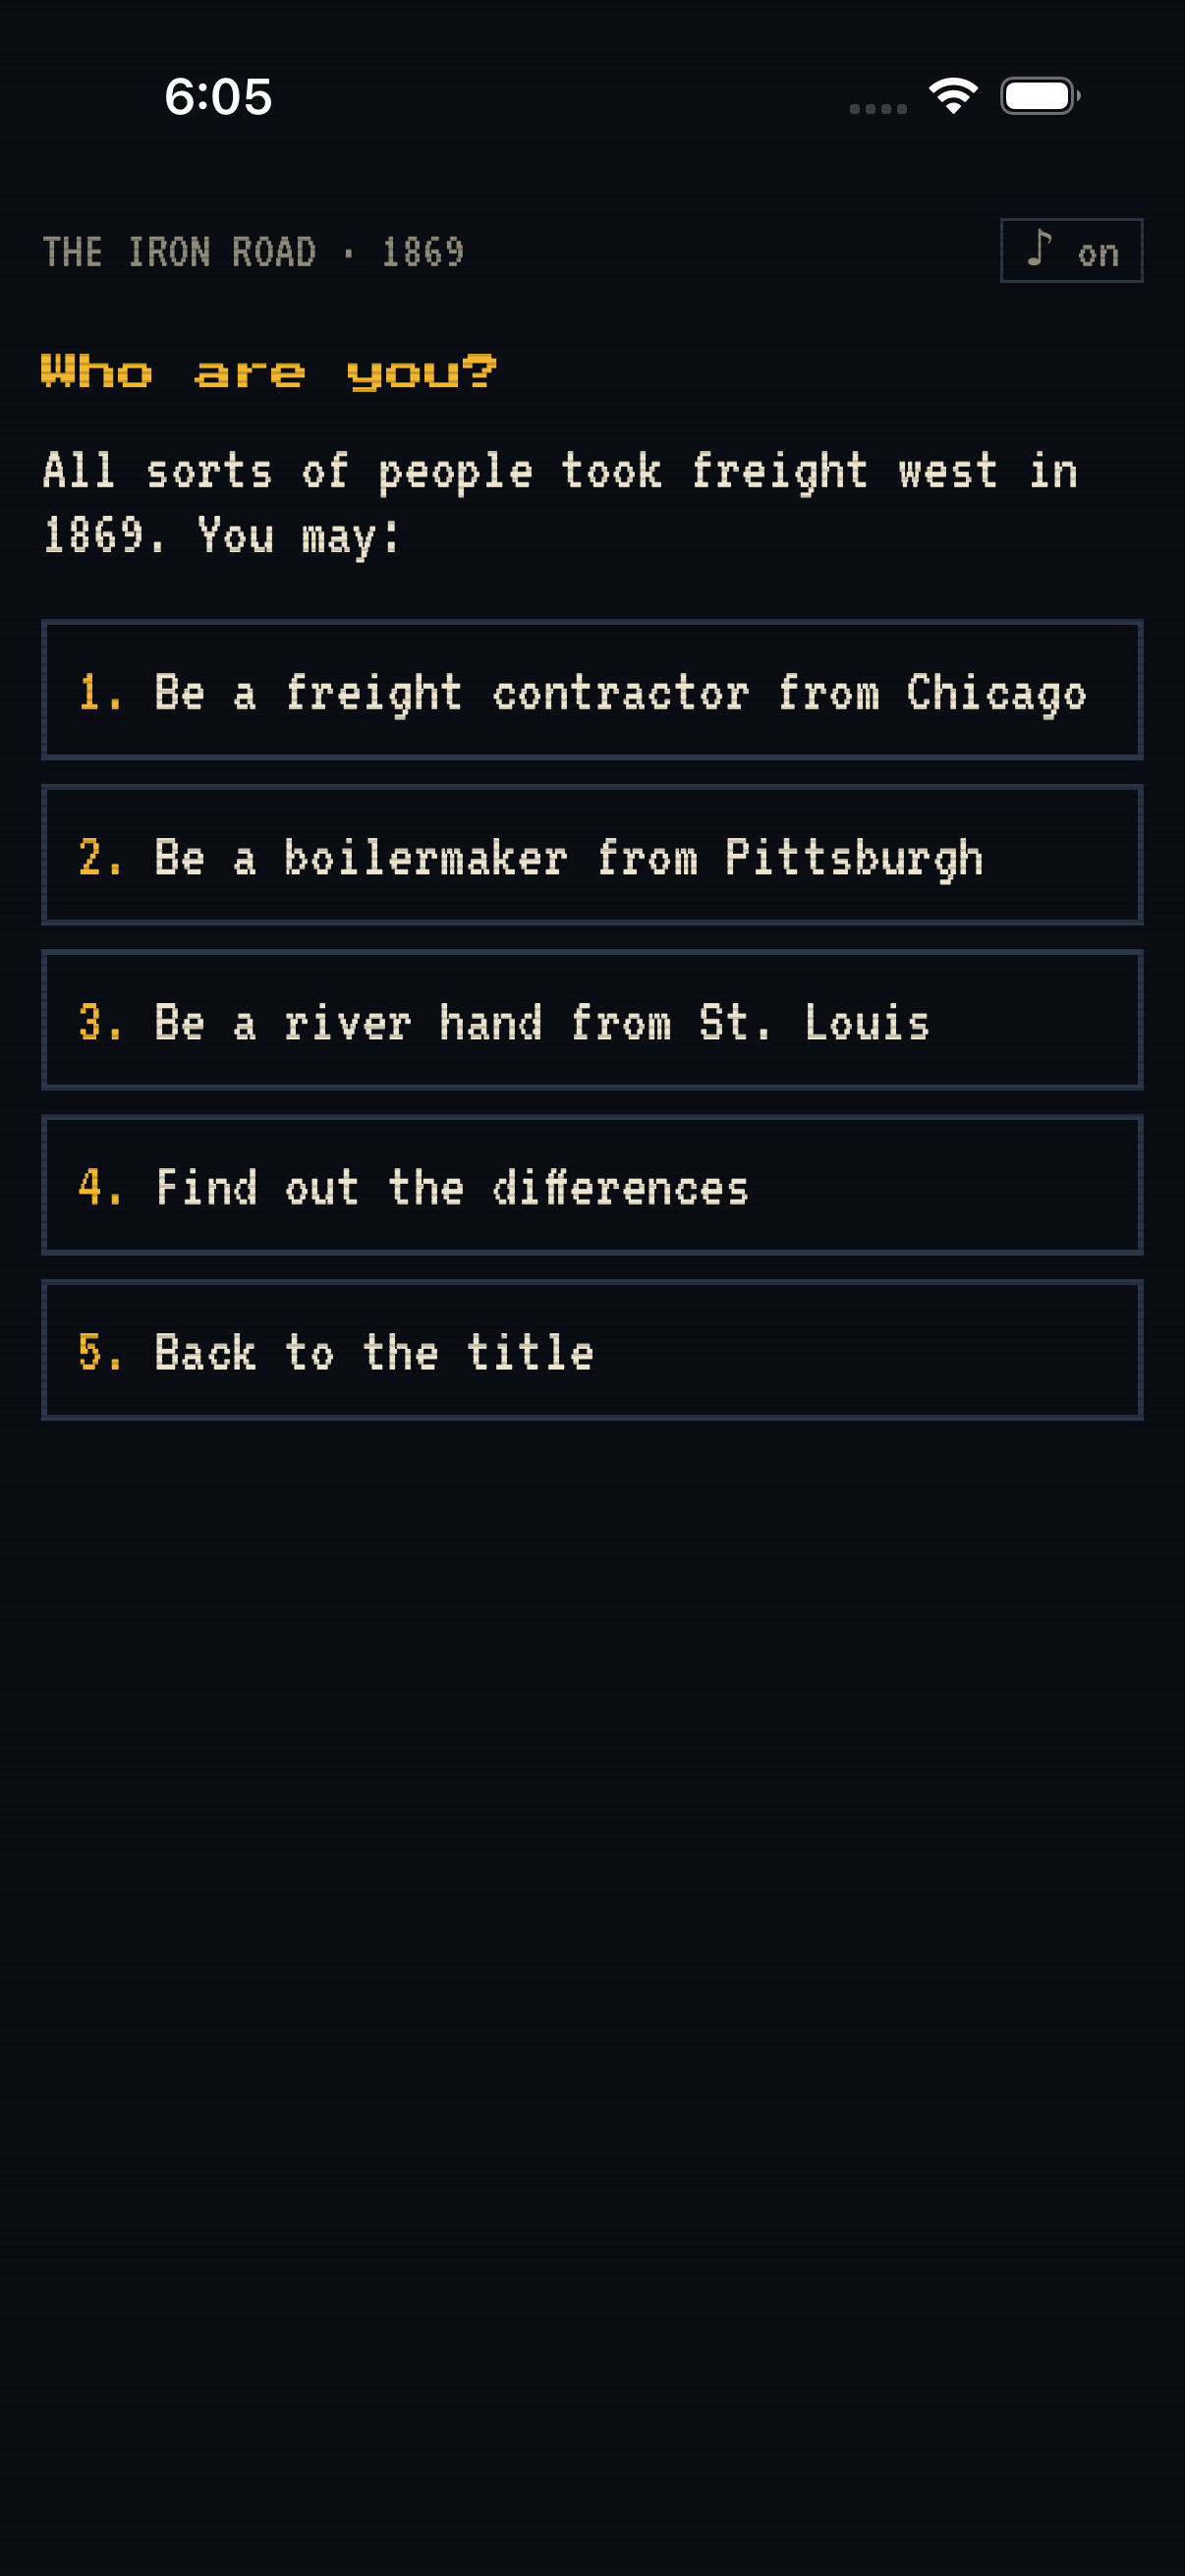 6:05
THE IRON ROAD · 1869
♪ on
Who are you?
All sorts of people took freight west in
1869. You may:
1. Be a freight contractor from Chicago
2. Be a boilermaker from Pittsburgh
3. Be a river hand from St. Louis
4. Find out the differences
5. Back to the title